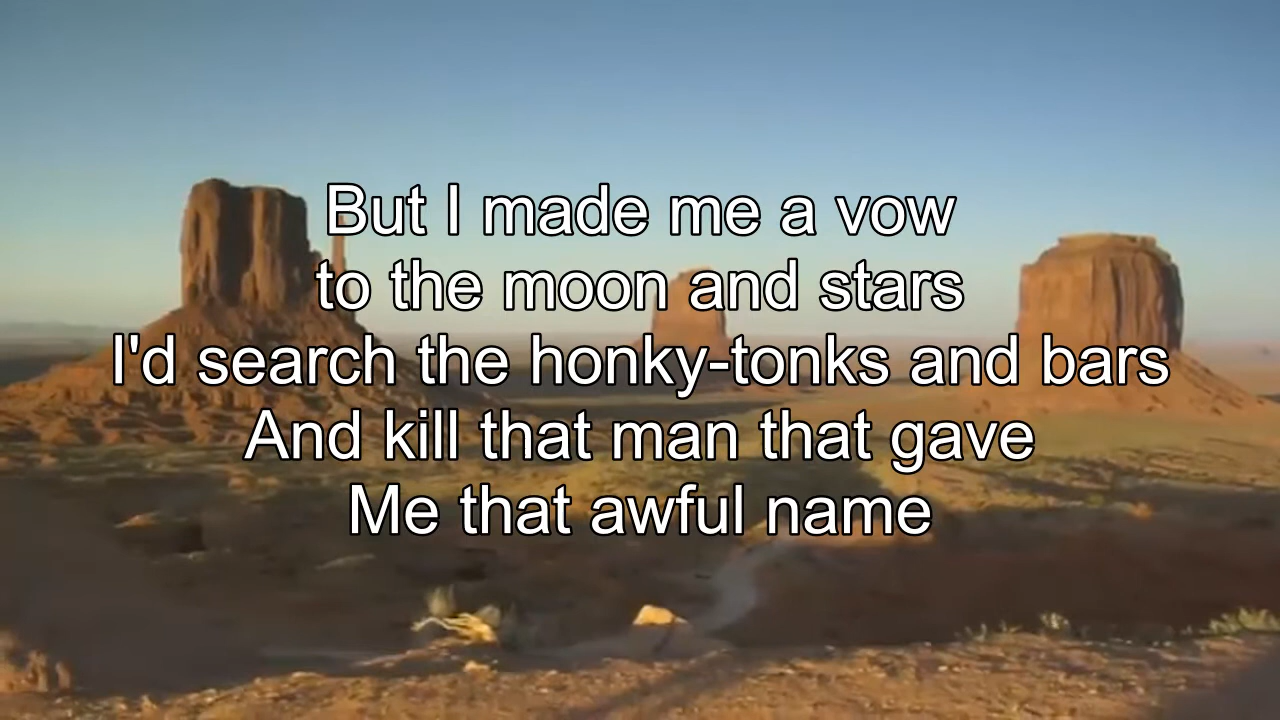 But I made me a vow
to the moon and stars
I'd search the honky-tonks and bars
And kill that man that gave
Me that awful name